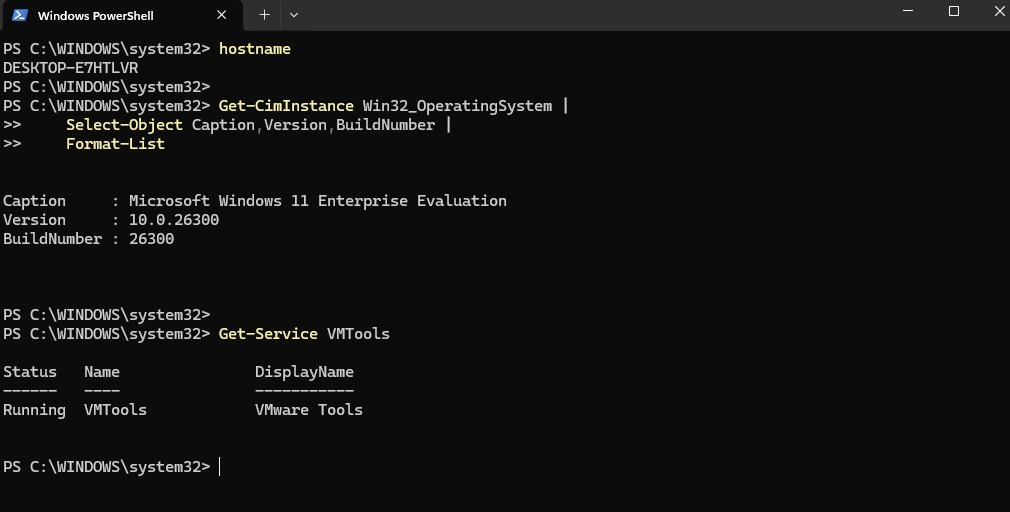 Windows PowerShell
PS C:\WINDOWS\system32> hostname
DESKTOP-E7HTLVR
PS C:\WINDOWS\system32>
PS C:\WINDOWS\system32> Get-CimInstance Win32_OperatingSystem |
>>     Select-Object Caption,Version,BuildNumber |
>>     Format-List
Caption     : Microsoft Windows 11 Enterprise Evaluation
Version     : 10.0.26300
BuildNumber : 26300
PS C:\WINDOWS\system32>
PS C:\WINDOWS\system32> Get-Service VMTools
Status   Name               DisplayName
------   ----               -----------
Running  VMTools            VMware Tools
PS C:\WINDOWS\system32>